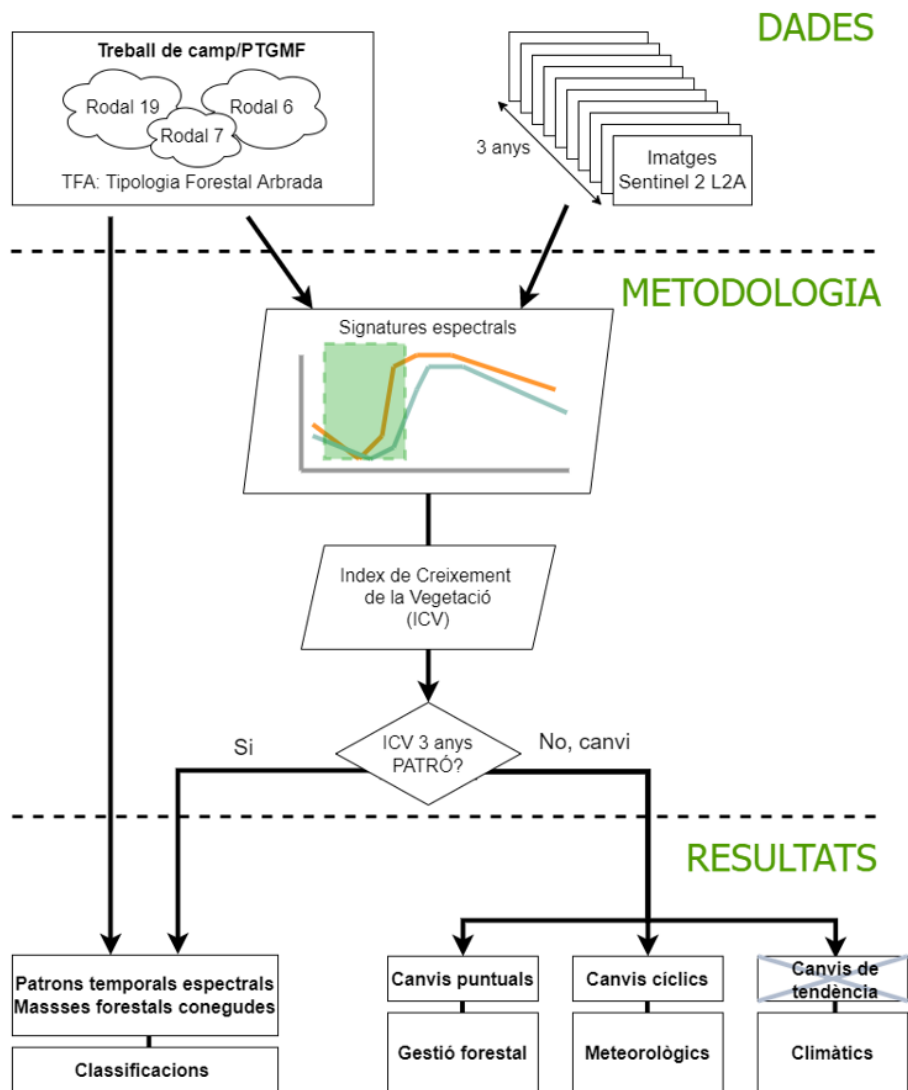 DADES
Treball de camp/PTGMF
Rodal 19
Rodal 6
Rodal 7
TFA: Tipologia Forestal Arbrada
3 anys
Imatges
Sentinel 2 L2A
METODOLOGIA
Signatures espectrals
Index de Creixement
de la Vegetació
(ICV)
ICV 3 anys
PATRÓ?
Si
No, canvi
RESULTATS
Patrons temporals espectrals
Massses forestals conegudes
Classificacions
Canvis puntuals
Gestió forestal
Canvis cíclics
Meteorològics
Canvis de
tendència
Climàtics